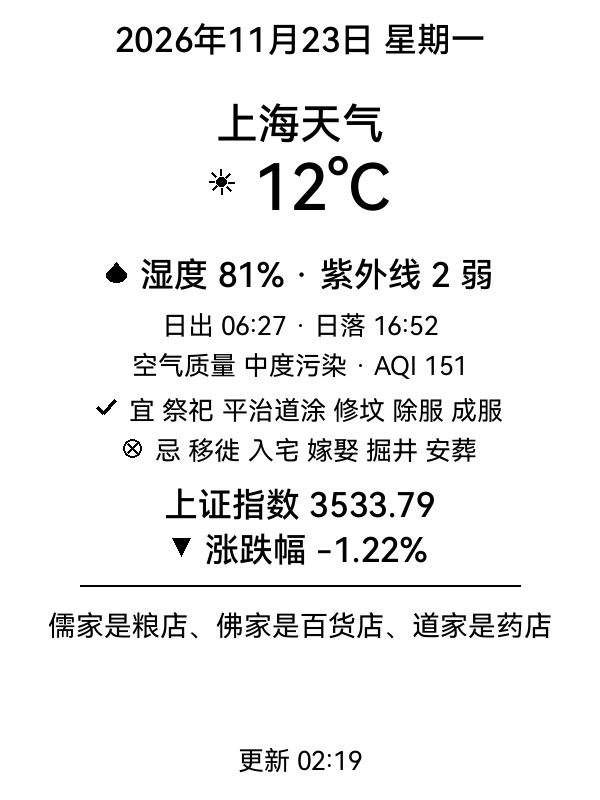 2026年11月23日 星期一
上海天气
12°C
湿度 81% · 紫外线 2 弱
日出 06:27 · 日落 16:52
空气质量 中度污染 · AQI 151
宜 祭祀 平治道涂 修坟 除服 成服
忌 移徙 入宅 嫁娶 掘井 安葬
上证指数 3533.79
▼ 涨跌幅 -1.22%
儒家是粮店、佛家是百货店、道家是药店
更新 02:19